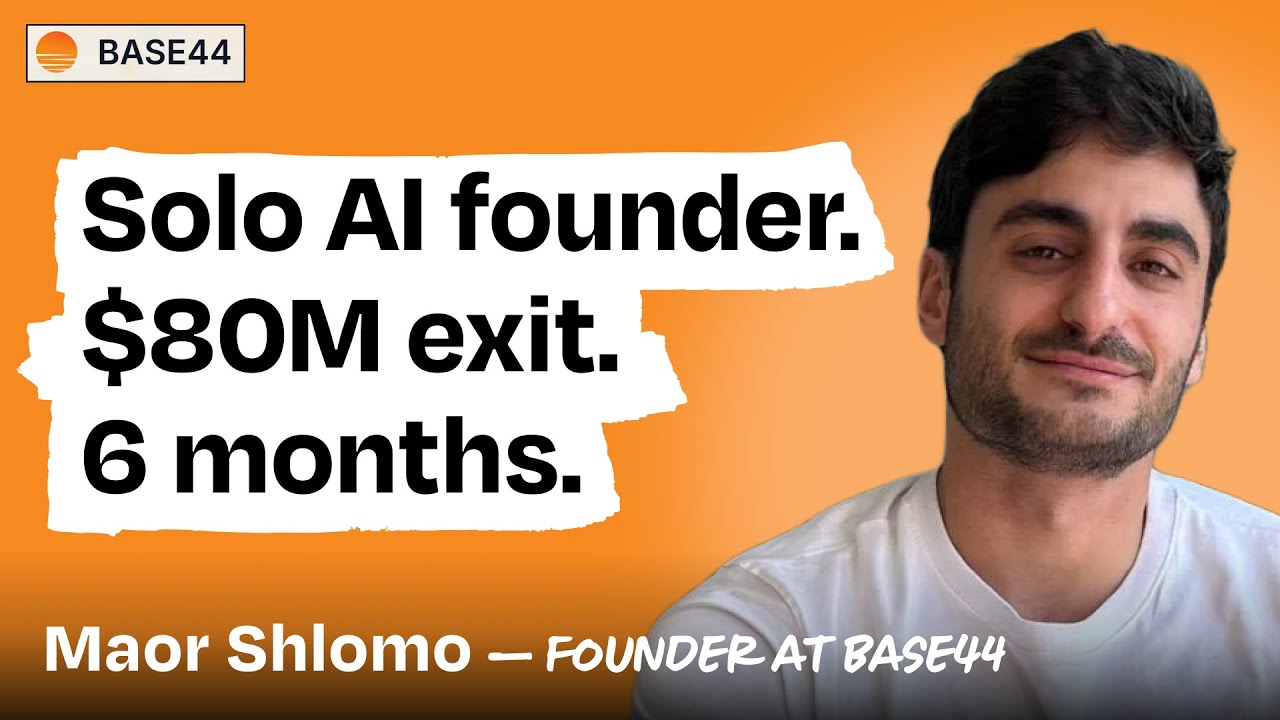 BASE44
Solo AI founder.
$80M exit.
6 months.
Maor Shlomo — FOUNDER AT BASE44